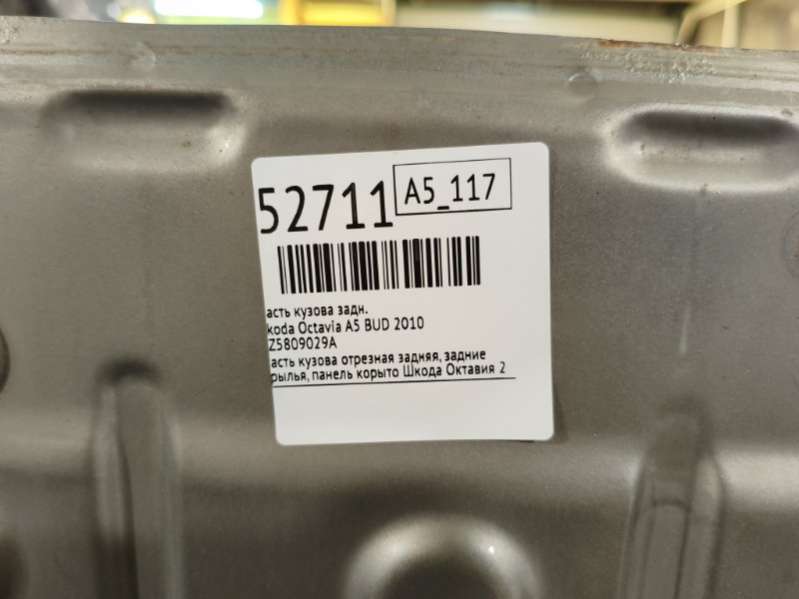 52711
A5_117
асть кузова задн.
koda Octavia A5 BUD 2010
Z5809029A
асть кузова отрезная задняя, задние
рылья, панель корыто Шкода Октавия 2